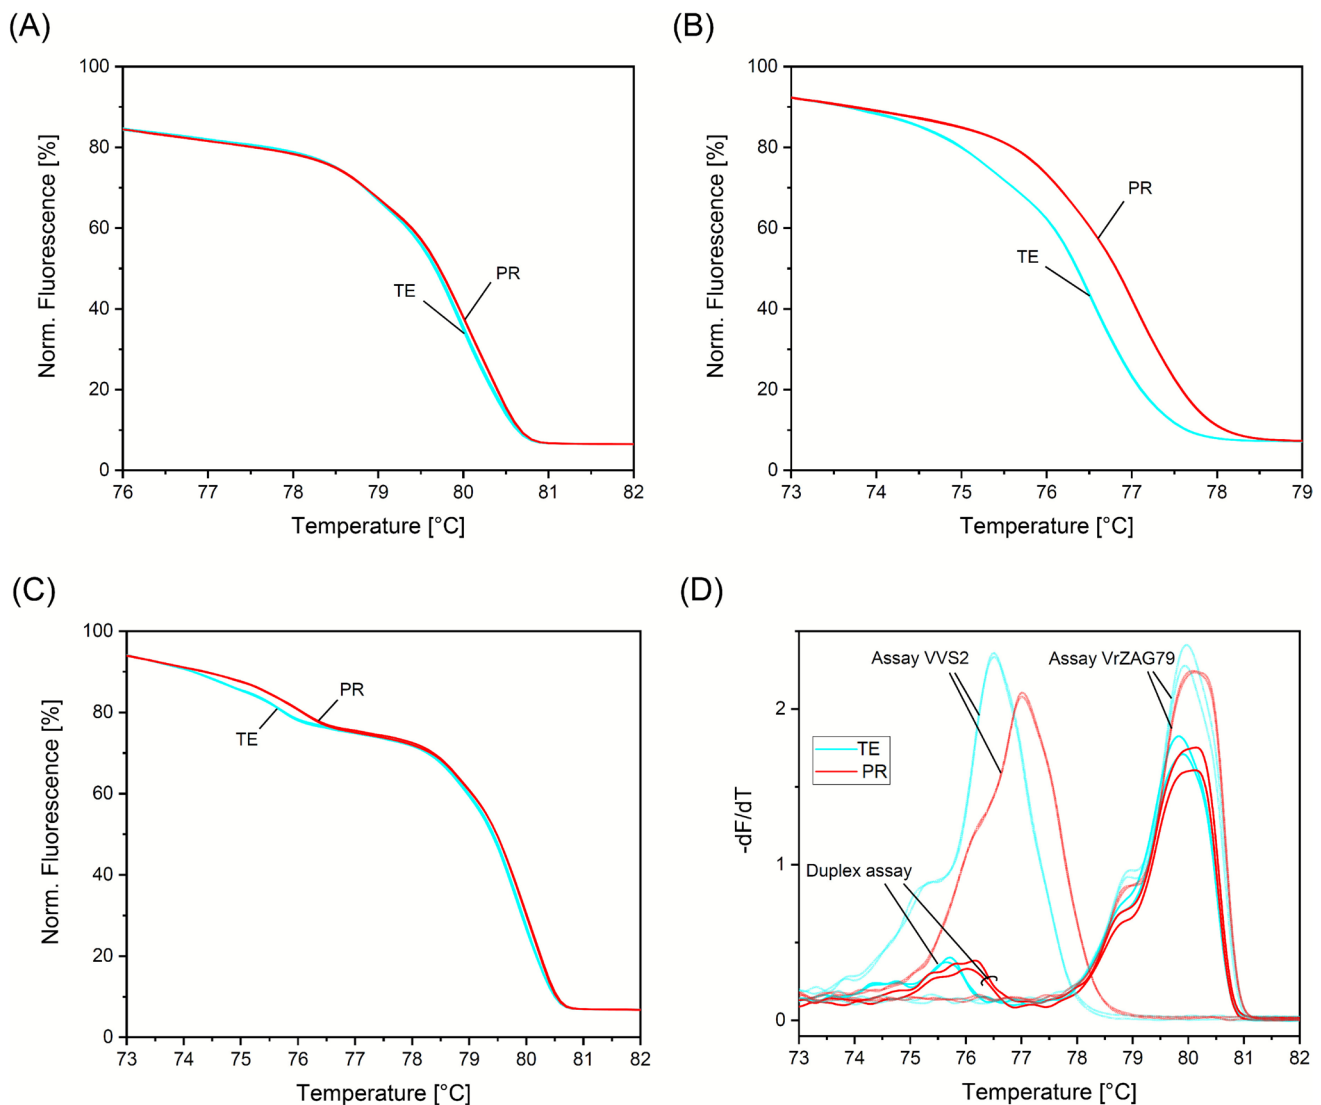 (A)
100
80
60
40
20
0
Norm. Fluorescence [%]
TE
PR
76 77 78 79 80 81 82
Temperature [°C]
(B)
100
80
60
40
20
0
Norm. Fluorescence [%]
PR
TE
73 74 75 76 77 78 79
Temperature [°C]
(C)
100
80
60
40
20
0
Norm. Fluorescence [%]
PR
TE
73 74 75 76 77 78 79 80 81 82
Temperature [°C]
(D)
2
1
0
-dF/dT
Assay VVS2
Assay VrZAG79
TE
PR
Duplex assay
73 74 75 76 77 78 79 80 81 82
Temperature [°C]